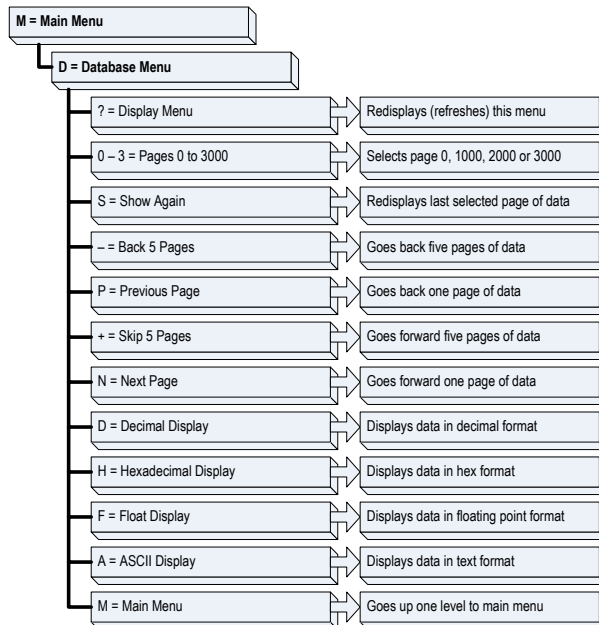 M = Main Menu
D = Database Menu
? = Display Menu
Redisplays (refreshes) this menu
0 – 3 = Pages 0 to 3000
Selects page 0, 1000, 2000 or 3000
S = Show Again
Redisplays last selected page of data
– = Back 5 Pages
Goes back five pages of data
P = Previous Page
Goes back one page of data
+ = Skip 5 Pages
Goes forward five pages of data
N = Next Page
Goes forward one page of data
D = Decimal Display
Displays data in decimal format
H = Hexadecimal Display
Displays data in hex format
F = Float Display
Displays data in floating point format
A = ASCII Display
Displays data in text format
M = Main Menu
Goes up one level to main menu